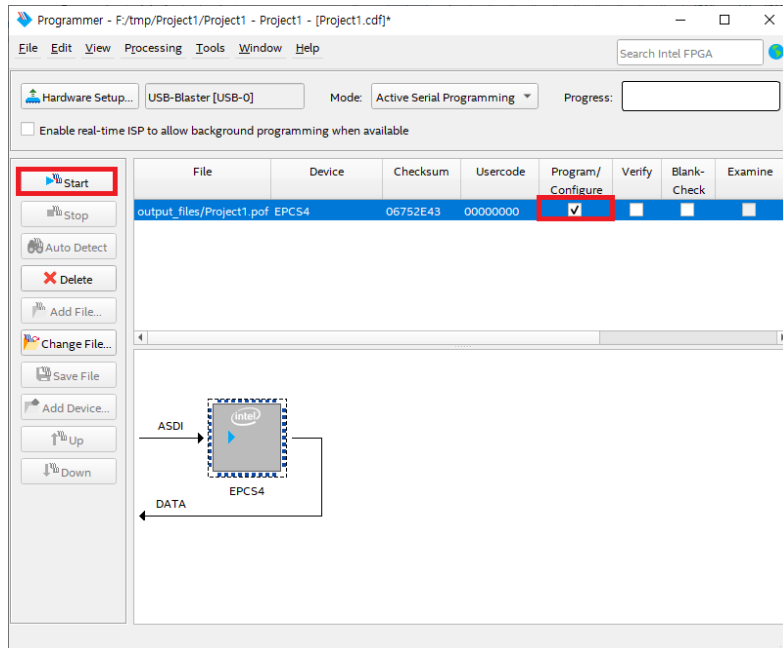 Programmer - F:/tmp/Project1/Project1 - Project1 - [Project1.cdf]*
File Edit View Processing Tools Window Help
Search Intel FPGA
Hardware Setup... USB-Blaster [USB-0] Mode: Active Serial Programming Progress:
Enable real-time ISP to allow background programming when available
Start
Stop
Auto Detect
Delete
Add File...
Change File...
Save File
Add Device...
Up
Down
File Device Checksum Usercode Program/ Verify Blank- Examine
Configure Check
output_files/Project1.pof EPCS4 06752E43 00000000
intel
ASDI
EPCS4
DATA